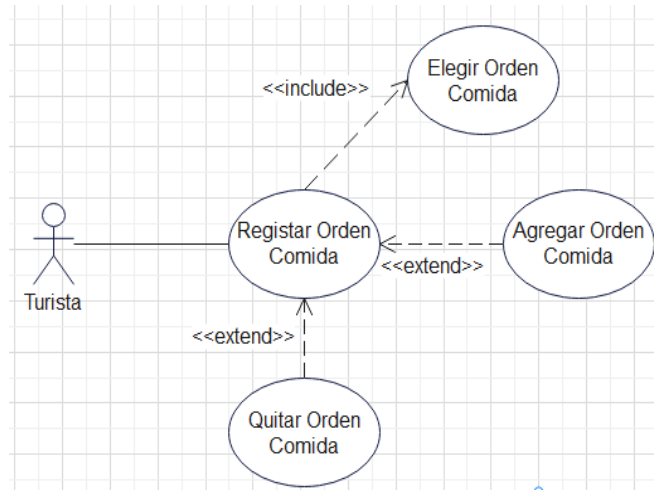 Elegir Orden
Comida
<<include>>
Registar Orden
Comida
Agregar Orden
Comida
<<extend>>
Turista
<<extend>>
Quitar Orden
Comida